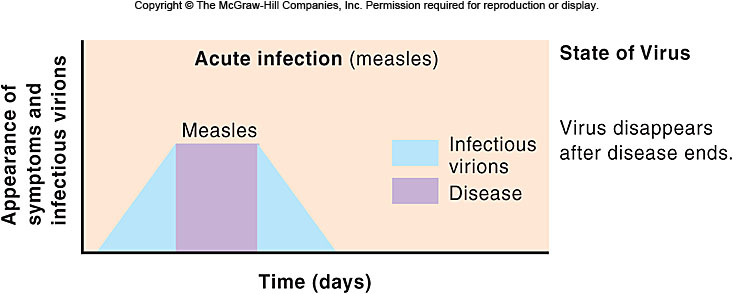 Copyright © The McGraw-Hill Companies, Inc. Permission required for reproduction or display.
Appearance of
symptoms and
infectious virions
Acute infection (measles)
Measles
Infectious
virions
Disease
Time (days)
State of Virus
Virus disappears
after disease ends.